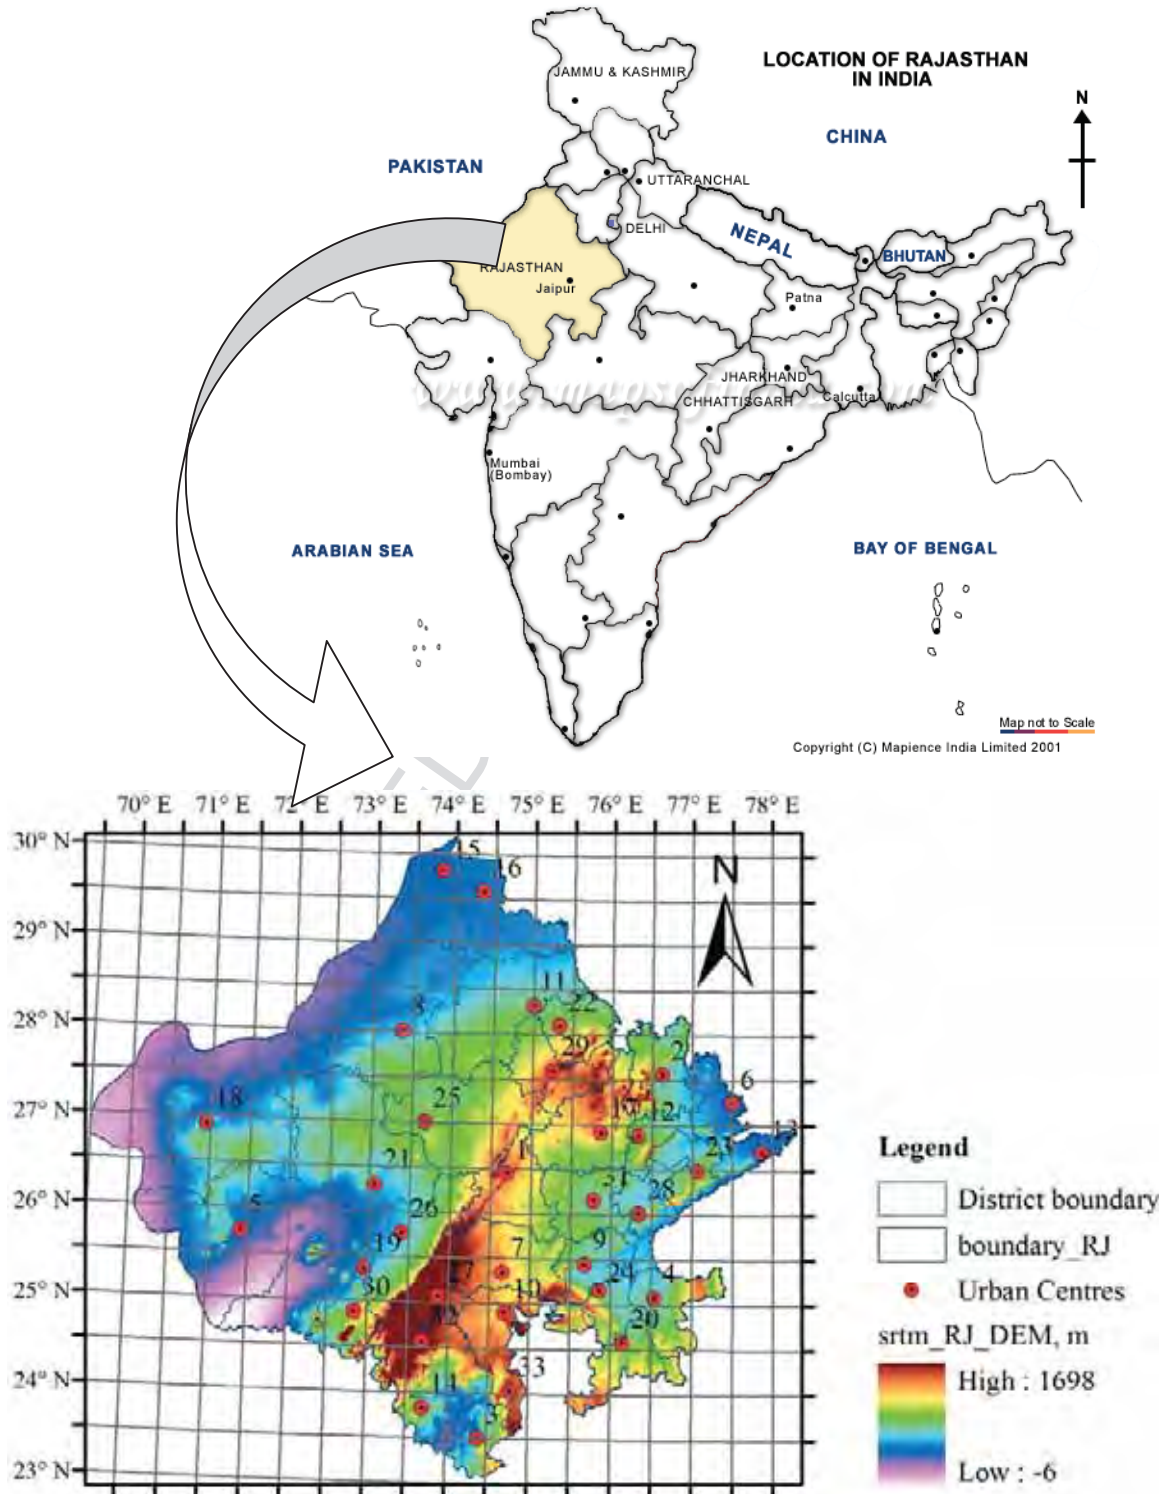 LOCATION OF RAJASTHAN
IN INDIA
N
JAMMU & KASHMIR
CHINA
PAKISTAN
UTTARANCHAL
DELHI
NEPAL
BHUTAN
RAJASTHAN
Jaipur
Patna
JHARKHAND
CHHATTISGARH
Calcutta
Mumbai
(Bombay)
ARABIAN SEA
BAY OF BENGAL
Map not to Scale
Copyright (C) Mapience India Limited 2001
70° E 71° E 72° E 73° E 74° E 75° E 76° E 77° E 78° E
30° N
29° N
28° N
27° N
26° N
25° N
24° N
23° N
N
15
16
11
22
8
29
2
6
18
25
17
12
13
23
21
1
31
28
5
26
19
7
9
30
10
24
4
20
33
14
3
Legend
District boundary
boundary_RJ
Urban Centres
srtm_RJ_DEM, m
High : 1698
Low : -6